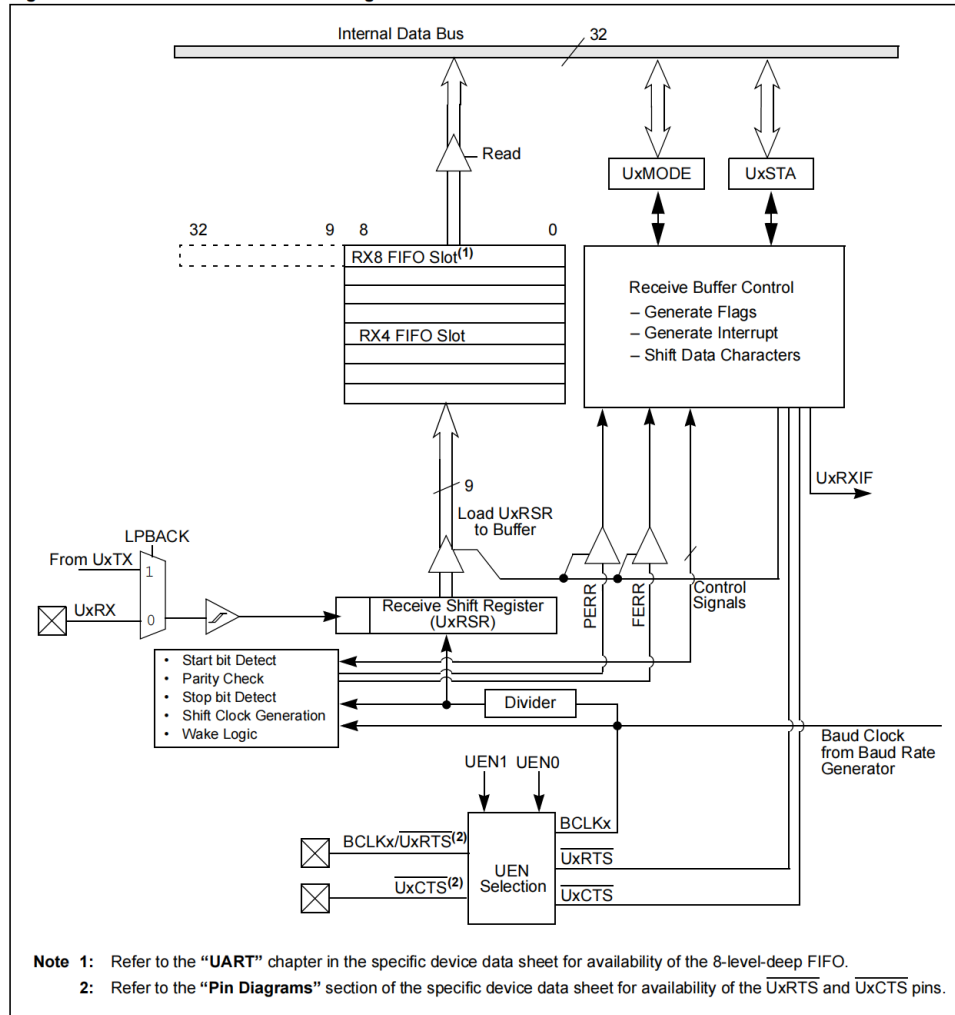 Internal Data Bus
32
Read
UxMODE
UxSTA
32
9
8
0
RX8 FIFO Slot(1)
RX4 FIFO Slot
Receive Buffer Control
– Generate Flags
– Generate Interrupt
– Shift Data Characters
9
UxRXIF
Load UxRSR
to Buffer
LPBACK
From UxTX
1
UxRX
0
Receive Shift Register
(UxRSR)
PERR
FERR
Control
Signals
• Start bit Detect
• Parity Check
• Stop bit Detect
• Shift Clock Generation
• Wake Logic
Divider
Baud Clock
from Baud Rate
Generator
UEN1
UEN0
BCLKx/UxRTS(2)
BCLKx
UxRTS
UEN
Selection
UxCTS(2)
UxCTS
Note 1: Refer to the “UART” chapter in the specific device data sheet for availability of the 8-level-deep FIFO.
2: Refer to the “Pin Diagrams” section of the specific device data sheet for availability of the UxRTS and UxCTS pins.